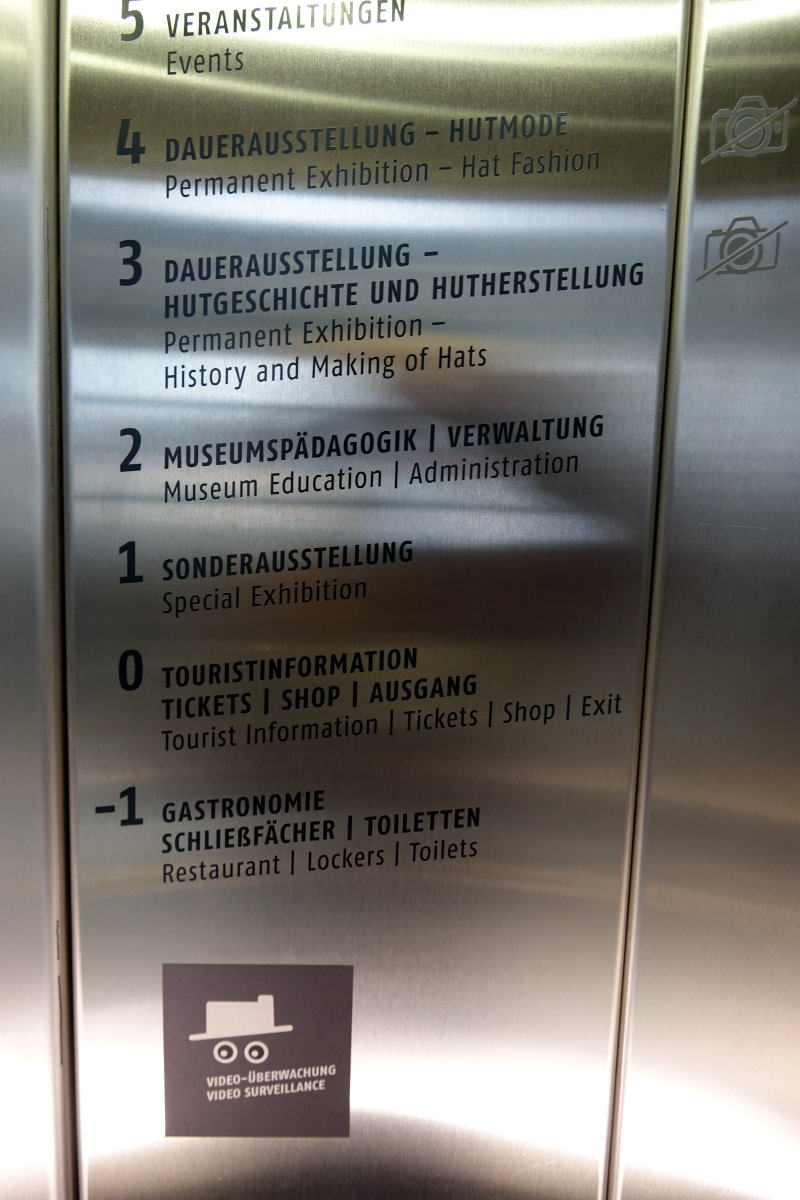 5 VERANSTALTUNGEN
Events
4 DAUERAUSSTELLUNG – HUTMODE
Permanent Exhibition – Hat Fashion
3 DAUERAUSSTELLUNG –
HUTGESCHICHTE UND HUTHERSTELLUNG
Permanent Exhibition –
History and Making of Hats
2 MUSEUMSPÄDAGOGIK | VERWALTUNG
Museum Education | Administration
1 SONDERAUSSTELLUNG
Special Exhibition
0 TOURISTINFORMATION
TICKETS | SHOP | AUSGANG
Tourist Information | Tickets | Shop | Exit
–1 GASTRONOMIE
SCHLIEßFÄCHER | TOILETTEN
Restaurant | Lockers | Toilets
VIDEO-ÜBERWACHUNG
VIDEO SURVEILLANCE